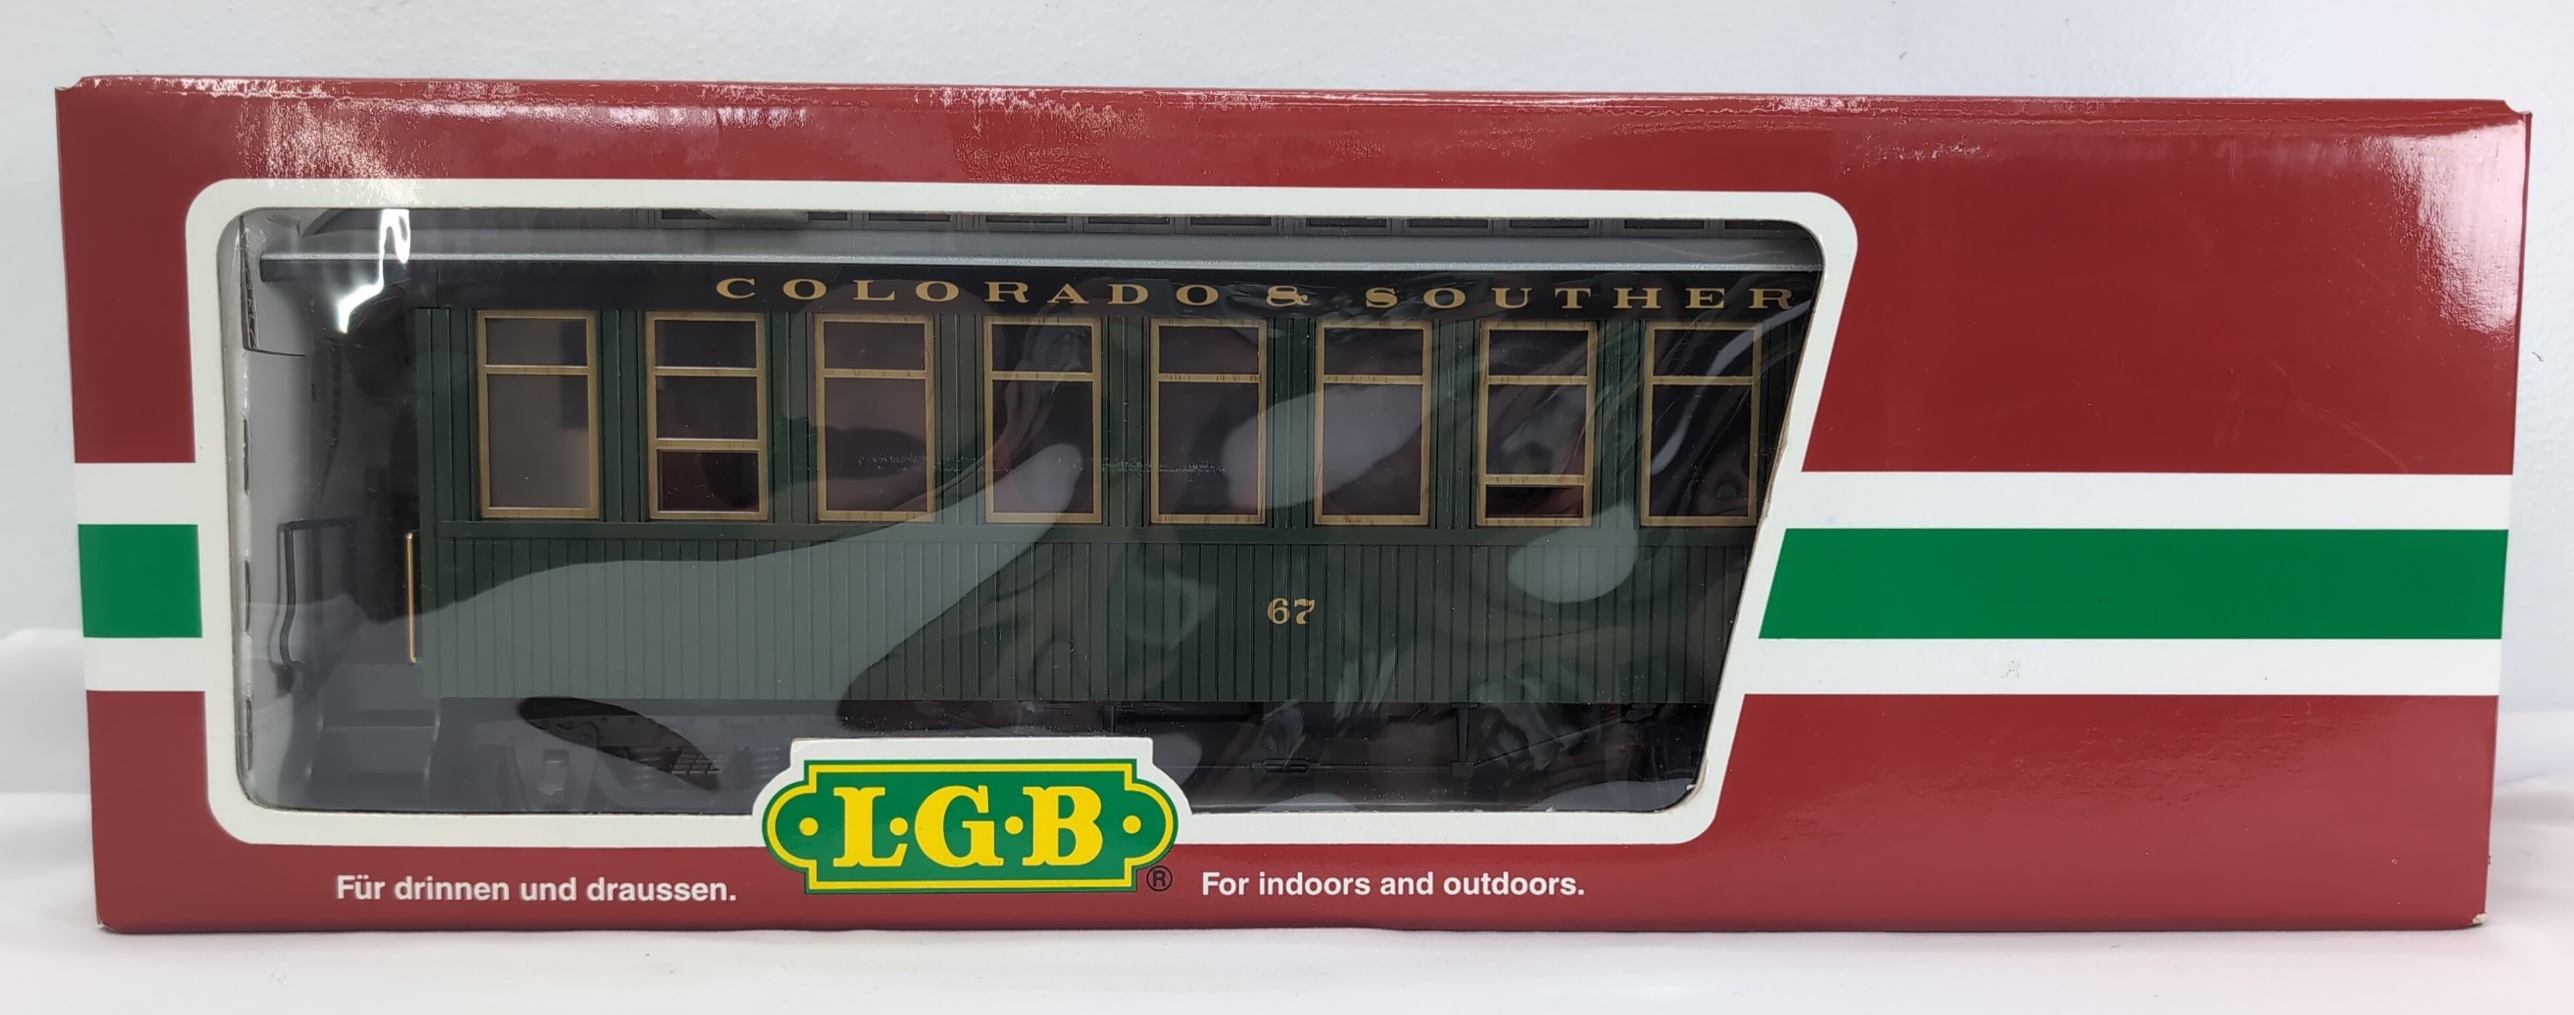 COLORADO & SOUTHER
67
L·G·B
®
Für drinnen und draussen.
For indoors and outdoors.